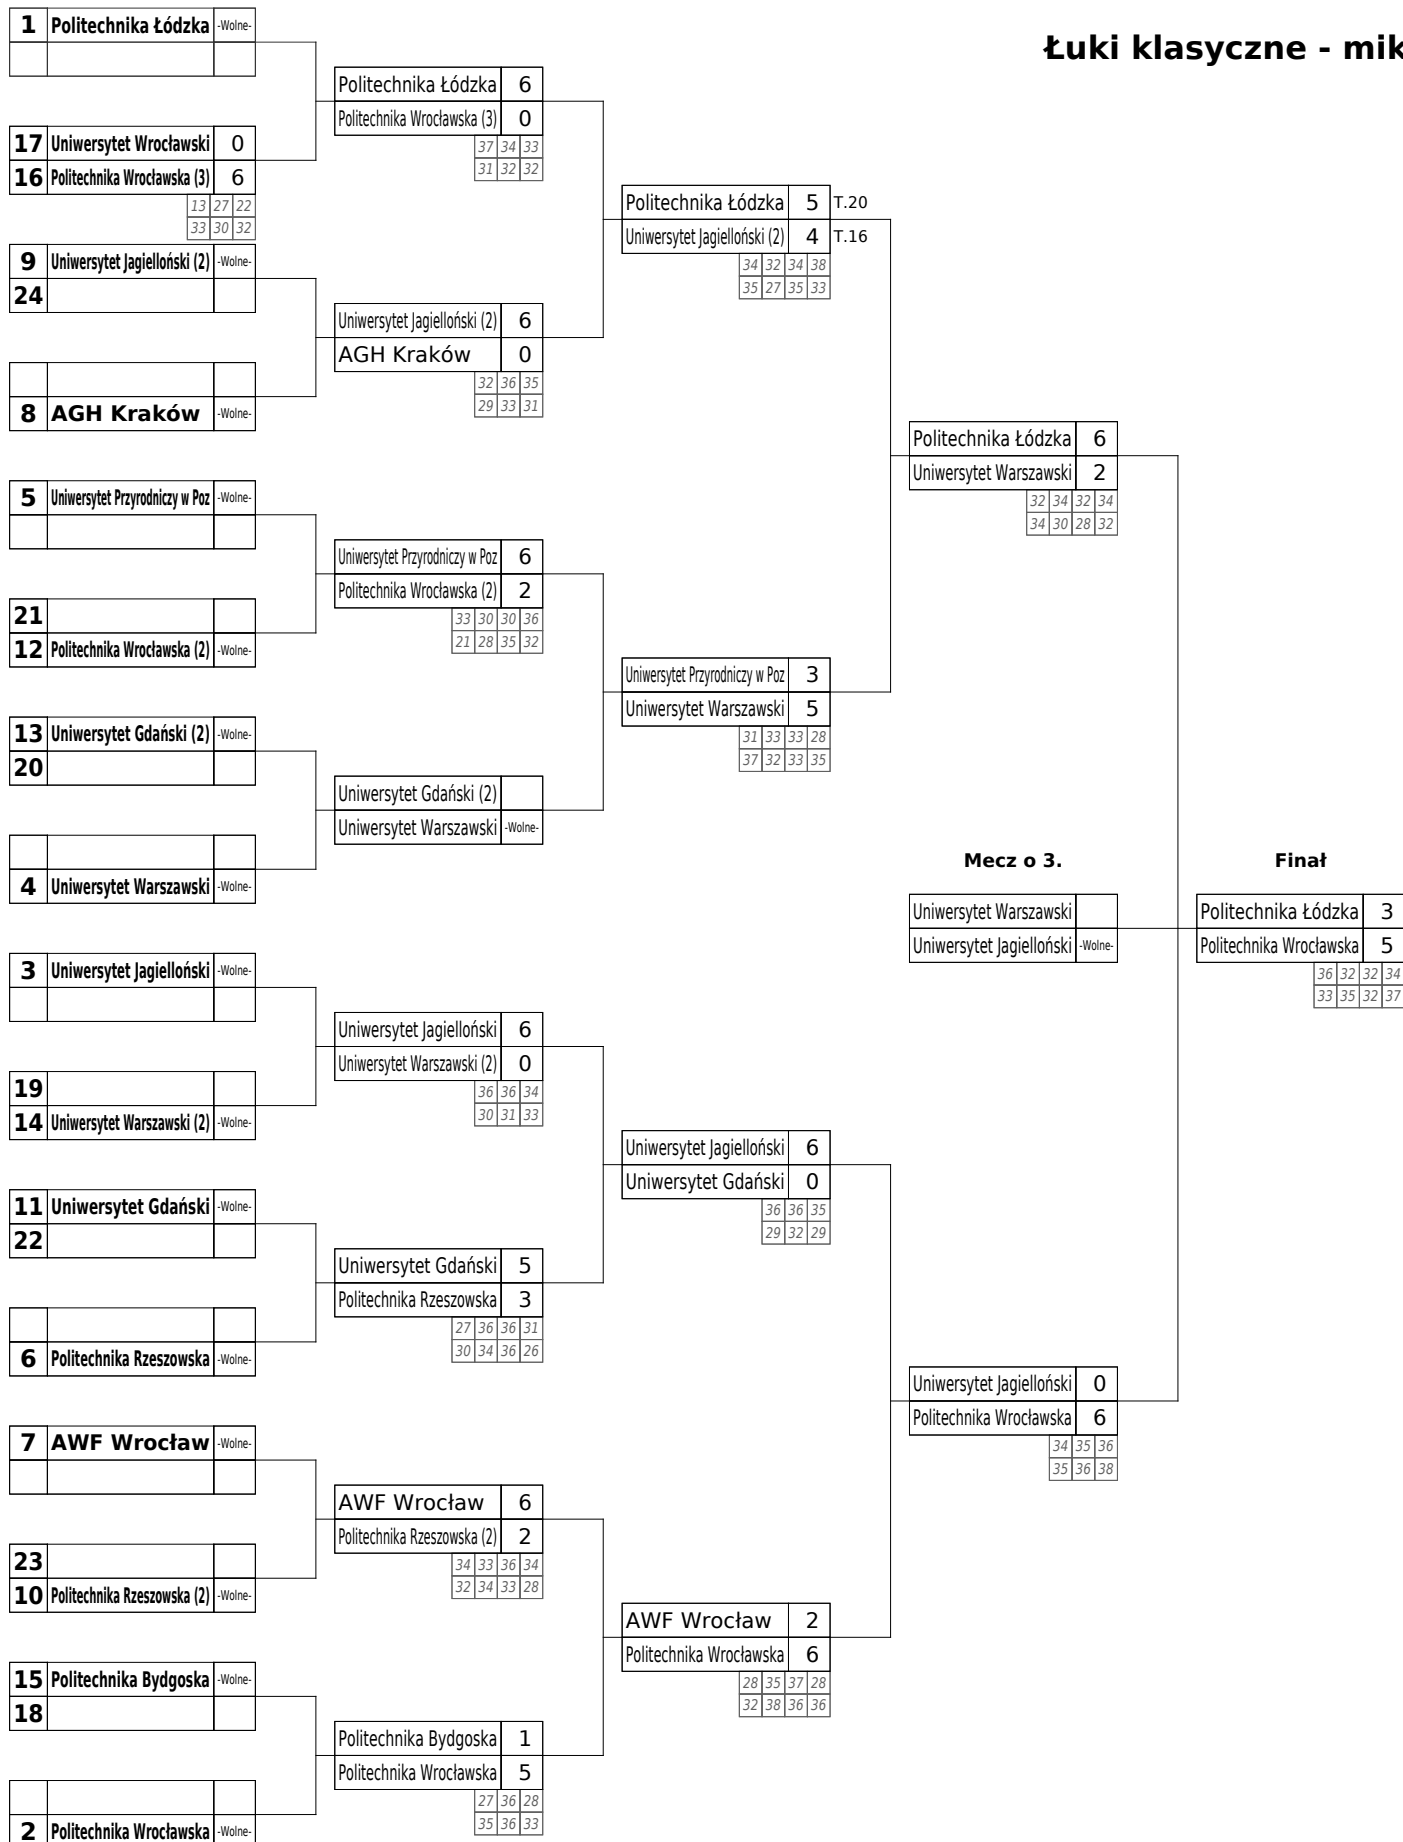 Łuki klasyczne - mik
1 Politechnika Łódzka -Wolne-
17 Uniwersytet Wrocławski 0
16 Politechnika Wrocławska (3) 6
13 27 22
33 30 32
9 Uniwersytet Jagielloński (2) -Wolne-
24
8 AGH Kraków -Wolne-
5 Uniwersytet Przyrodniczy w Poz -Wolne-
21
12 Politechnika Wrocławska (2) -Wolne-
13 Uniwersytet Gdański (2) -Wolne-
20
4 Uniwersytet Warszawski -Wolne-
3 Uniwersytet Jagielloński -Wolne-
19
14 Uniwersytet Warszawski (2) -Wolne-
11 Uniwersytet Gdański -Wolne-
22
6 Politechnika Rzeszowska -Wolne-
7 AWF Wrocław -Wolne-
23
10 Politechnika Rzeszowska (2) -Wolne-
15 Politechnika Bydgoska -Wolne-
18
2 Politechnika Wrocławska -Wolne-
Politechnika Łódzka 6
Politechnika Wrocławska (3) 0
37 34 33
31 32 32
Uniwersytet Jagielloński (2) 6
AGH Kraków 0
32 36 35
29 33 31
Uniwersytet Przyrodniczy w Poz 6
Politechnika Wrocławska (2) 2
33 30 30 36
21 28 35 32
Uniwersytet Gdański (2)
Uniwersytet Warszawski -Wolne-
Uniwersytet Jagielloński 6
Uniwersytet Warszawski (2) 0
36 36 34
30 31 33
Uniwersytet Gdański 5
Politechnika Rzeszowska 3
27 36 36 31
30 34 36 26
AWF Wrocław 6
Politechnika Rzeszowska (2) 2
34 33 36 34
32 34 33 28
Politechnika Bydgoska 1
Politechnika Wrocławska 5
27 36 28
35 36 33
Politechnika Łódzka 5 T.20
Uniwersytet Jagielloński (2) 4 T.16
34 32 34 38
35 27 35 33
Uniwersytet Przyrodniczy w Poz 3
Uniwersytet Warszawski 5
31 33 33 28
37 32 33 35
Uniwersytet Jagielloński 6
Uniwersytet Gdański 0
36 36 35
29 32 29
AWF Wrocław 2
Politechnika Wrocławska 6
28 35 37 28
32 38 36 36
Politechnika Łódzka 6
Uniwersytet Warszawski 2
32 34 32 34
34 30 28 32
Mecz o 3.
Uniwersytet Warszawski
Uniwersytet Jagielloński -Wolne-
Uniwersytet Jagielloński 0
Politechnika Wrocławska 6
34 35 36
35 36 38
Finał
Politechnika Łódzka 3
Politechnika Wrocławska 5
36 32 32 34
33 35 32 37